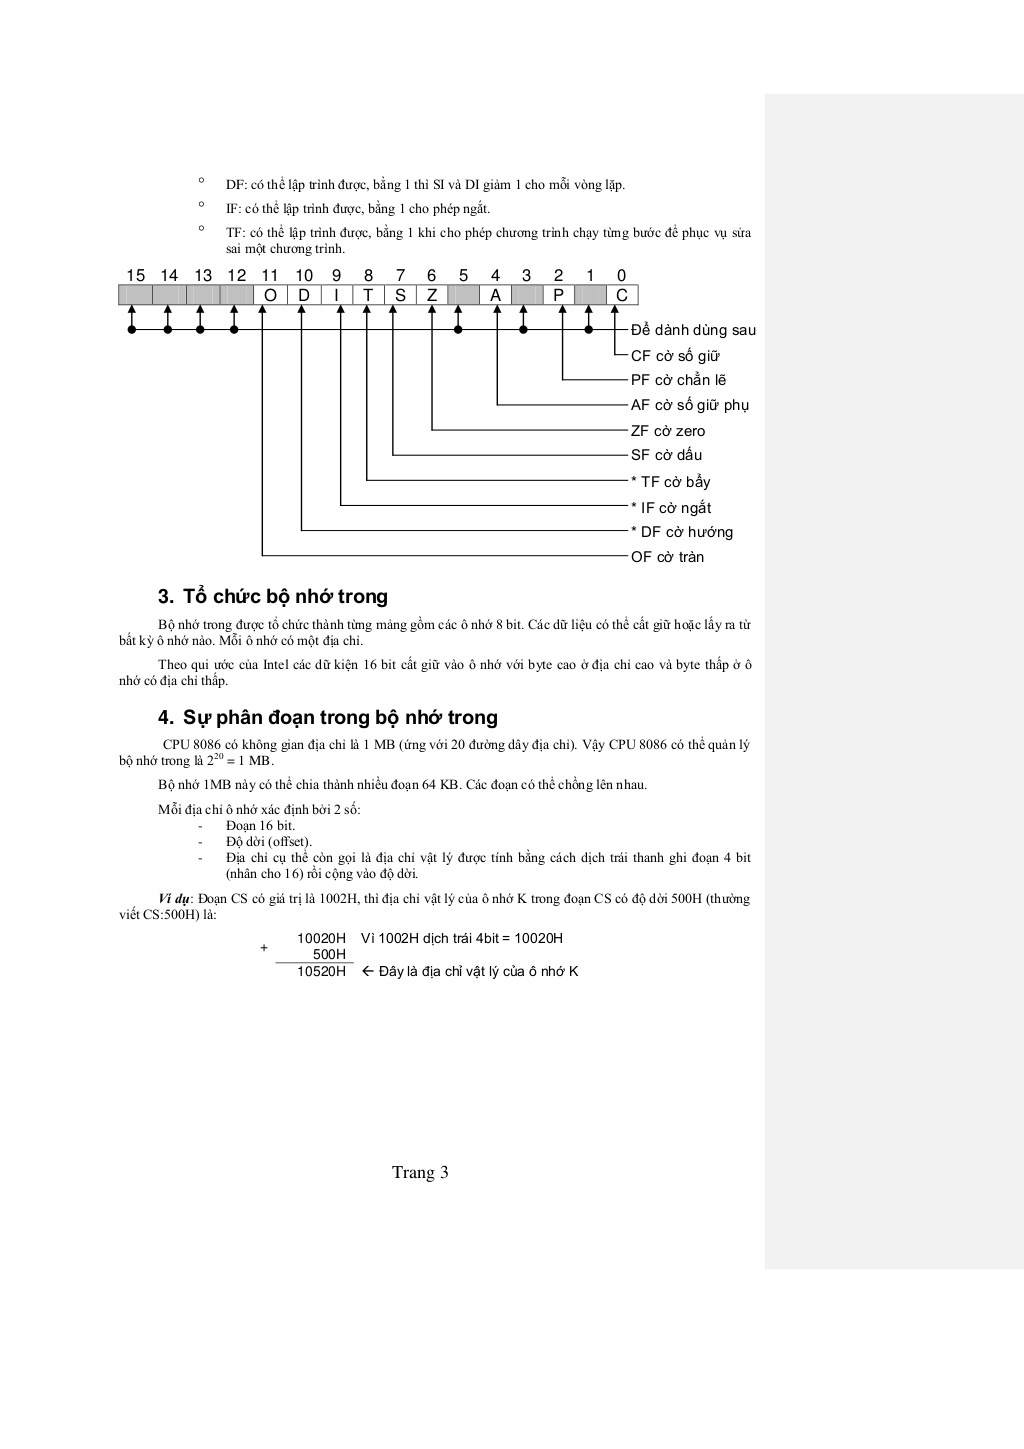 ° DF: có thể lập trình được, bằng 1 thì SI và DI giảm 1 cho mỗi vòng lặp.
° IF: có thể lập trình được, bằng 1 cho phép ngắt.
° TF: có thể lập trình được, bằng 1 khi cho phép chương trình chạy từng bước để phục vụ sửa
sai một chương trình.
15 14 13 12 11 10 9 8 7 6 5 4 3 2 1 0
O D I T S Z A P C
Để dành dùng sau
CF cờ số giữ
PF cờ chẳn lẽ
AF cờ số giữ phụ
ZF cờ zero
SF cờ dấu
* TF cờ bẩy
* IF cờ ngắt
* DF cờ hướng
OF cờ tràn
3. Tổ chức bộ nhớ trong
Bộ nhớ trong được tổ chức thành từng mảng gồm các ô nhớ 8 bit. Các dữ liệu có thể cất giữ hoặc lấy ra từ
bất kỳ ô nhớ nào. Mỗi ô nhớ có một địa chỉ.
Theo qui ước của Intel các dữ kiện 16 bit cất giữ vào ô nhớ với byte cao ở địa chỉ cao và byte thấp ở ô
nhớ có địa chỉ thấp.
4. Sự phân đoạn trong bộ nhớ trong
CPU 8086 có không gian địa chỉ là 1 MB (ứng với 20 đường dây địa chỉ). Vậy CPU 8086 có thể quản lý
bộ nhớ trong là 2²⁰ = 1 MB.
Bộ nhớ 1MB này có thể chia thành nhiều đoạn 64 KB. Các đoạn có thể chồng lên nhau.
Mỗi địa chỉ ô nhớ xác định bởi 2 số:
- Đoạn 16 bit.
- Độ dời (offset).
- Địa chỉ cụ thể còn gọi là địa chỉ vật lý được tính bằng cách dịch trái thanh ghi đoạn 4 bit
(nhân cho 16) rồi cộng vào độ dời.
Ví dụ: Đoạn CS có giá trị là 1002H, thì địa chỉ vật lý của ô nhớ K trong đoạn CS có độ dời 500H (thường
viết CS:500H) là:
10020H Vì 1002H dịch trái 4bit = 10020H
+
500H
10520H ← Đây là địa chỉ vật lý của ô nhớ K
Trang 3